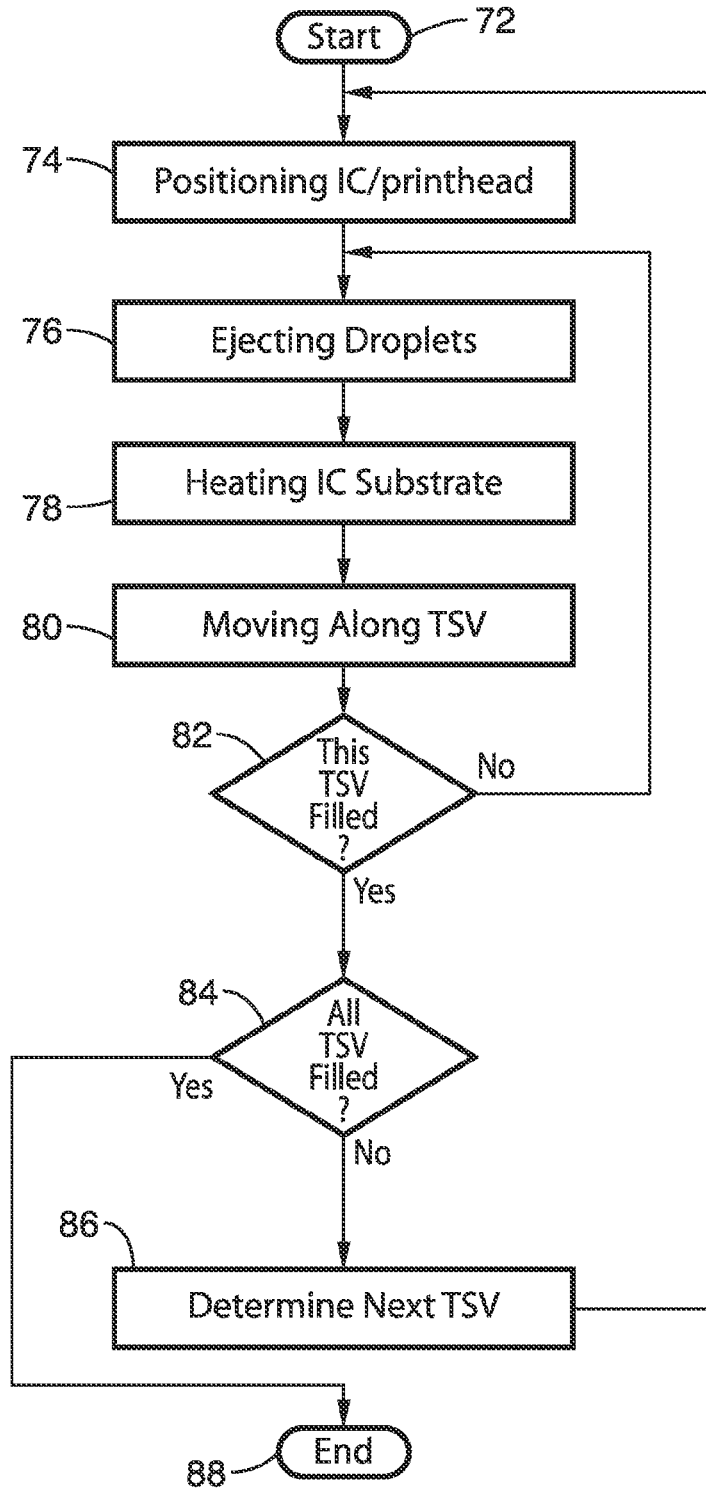 Start
72
74
Positioning IC/printhead
76
Ejecting Droplets
78
Heating IC Substrate
80
Moving Along TSV
82
This
TSV
Filled
?
No
Yes
84
All
TSV
Filled
?
Yes
No
86
Determine Next TSV
End
88